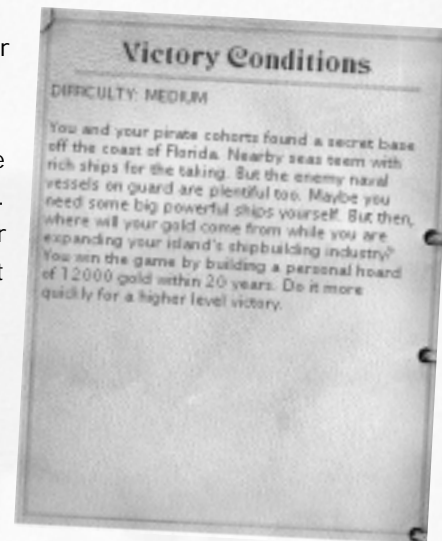 Victory Conditions
DIFFICULTY: MEDIUM
You and your pirate cohorts found a secret base
off the coast of Florida. Nearby seas teem with
rich ships for the taking. But the enemy naval
vessels on guard are plentiful too. Maybe you
need some big powerful ships yourself. But then,
where will your gold come from while you are
expanding your island's shipbuilding industry?
You win the game by building a personal hoard
of 12000 gold within 20 years. Do it more
quickly for a higher level victory.